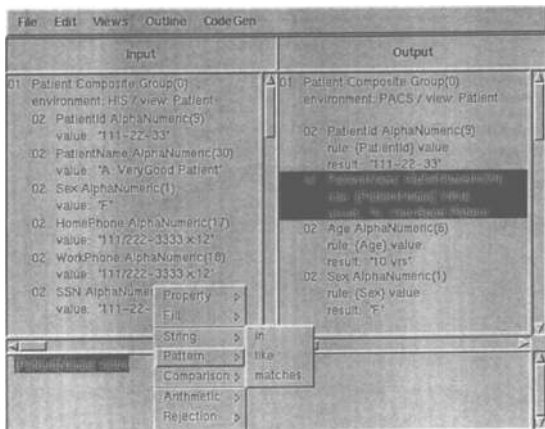 File Edit Views Outline CodeGen
Input
01 Patient Composite Group(0)
environment: HIS / view: Patient
02 PatientId AlphaNumeric(9)
value: "111-22-33"
02 PatientName AlphaNumeric(30)
value: "A VeryGood Patient"
02 Sex AlphaNumeric(1)
value: "F"
02 HomePhone AlphaNumeric(17)
value: "111/222-3333 x 12"
02 WorkPhone AlphaNumeric(18)
value: "111/222-3333 x 12"
02 SSN AlphaNumer
value: "111-22-
Output
01 Patient Composite Group(0)
environment: PACS / view: Patient
02 PatientId AlphaNumeric(9)
rule: {PatientId} value
result: "111-22-33"
02 Age AlphaNumeric(6)
rule: {Age} value
result: "10 yrs"
02 Sex AlphaNumeric(1)
rule: {Sex} value
result: "F"
Property
Fill
String
Pattern
Comparison
Arithmetic
Rejection
in
like
matches